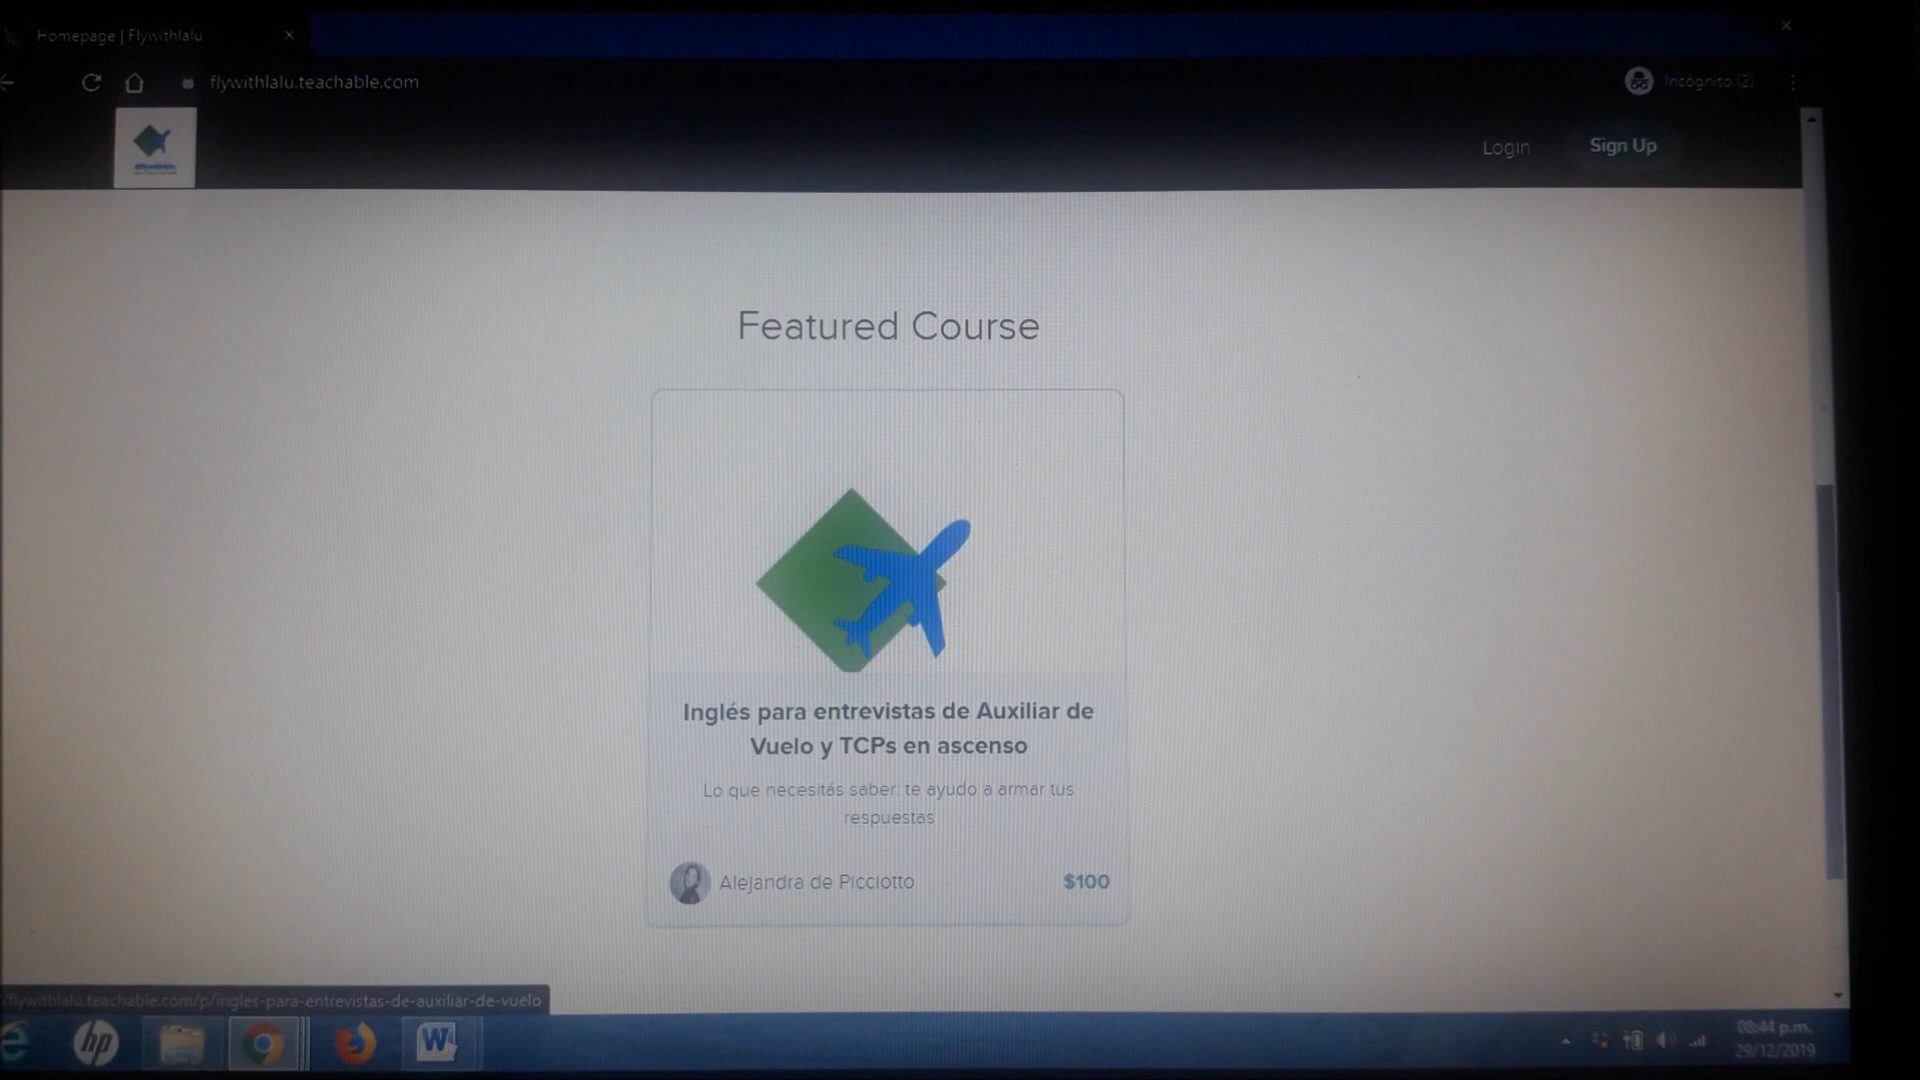 Homepage | Flywithlalu
flywithlalu.teachable.com
Incognito (2)
Login
Sign Up
Featured Course
Inglés para entrevistas de Auxiliar de
Vuelo y TCPs en ascenso
Lo que necesitás saber: te ayudo a armar tus
respuestas
Alejandra de Picciotto
$100
/flywithlalu.teachable.com/p/ingles-para-entrevistas-de-auxiliar-de-vuelo
hp
W
08:44 p.m.
29/12/2019